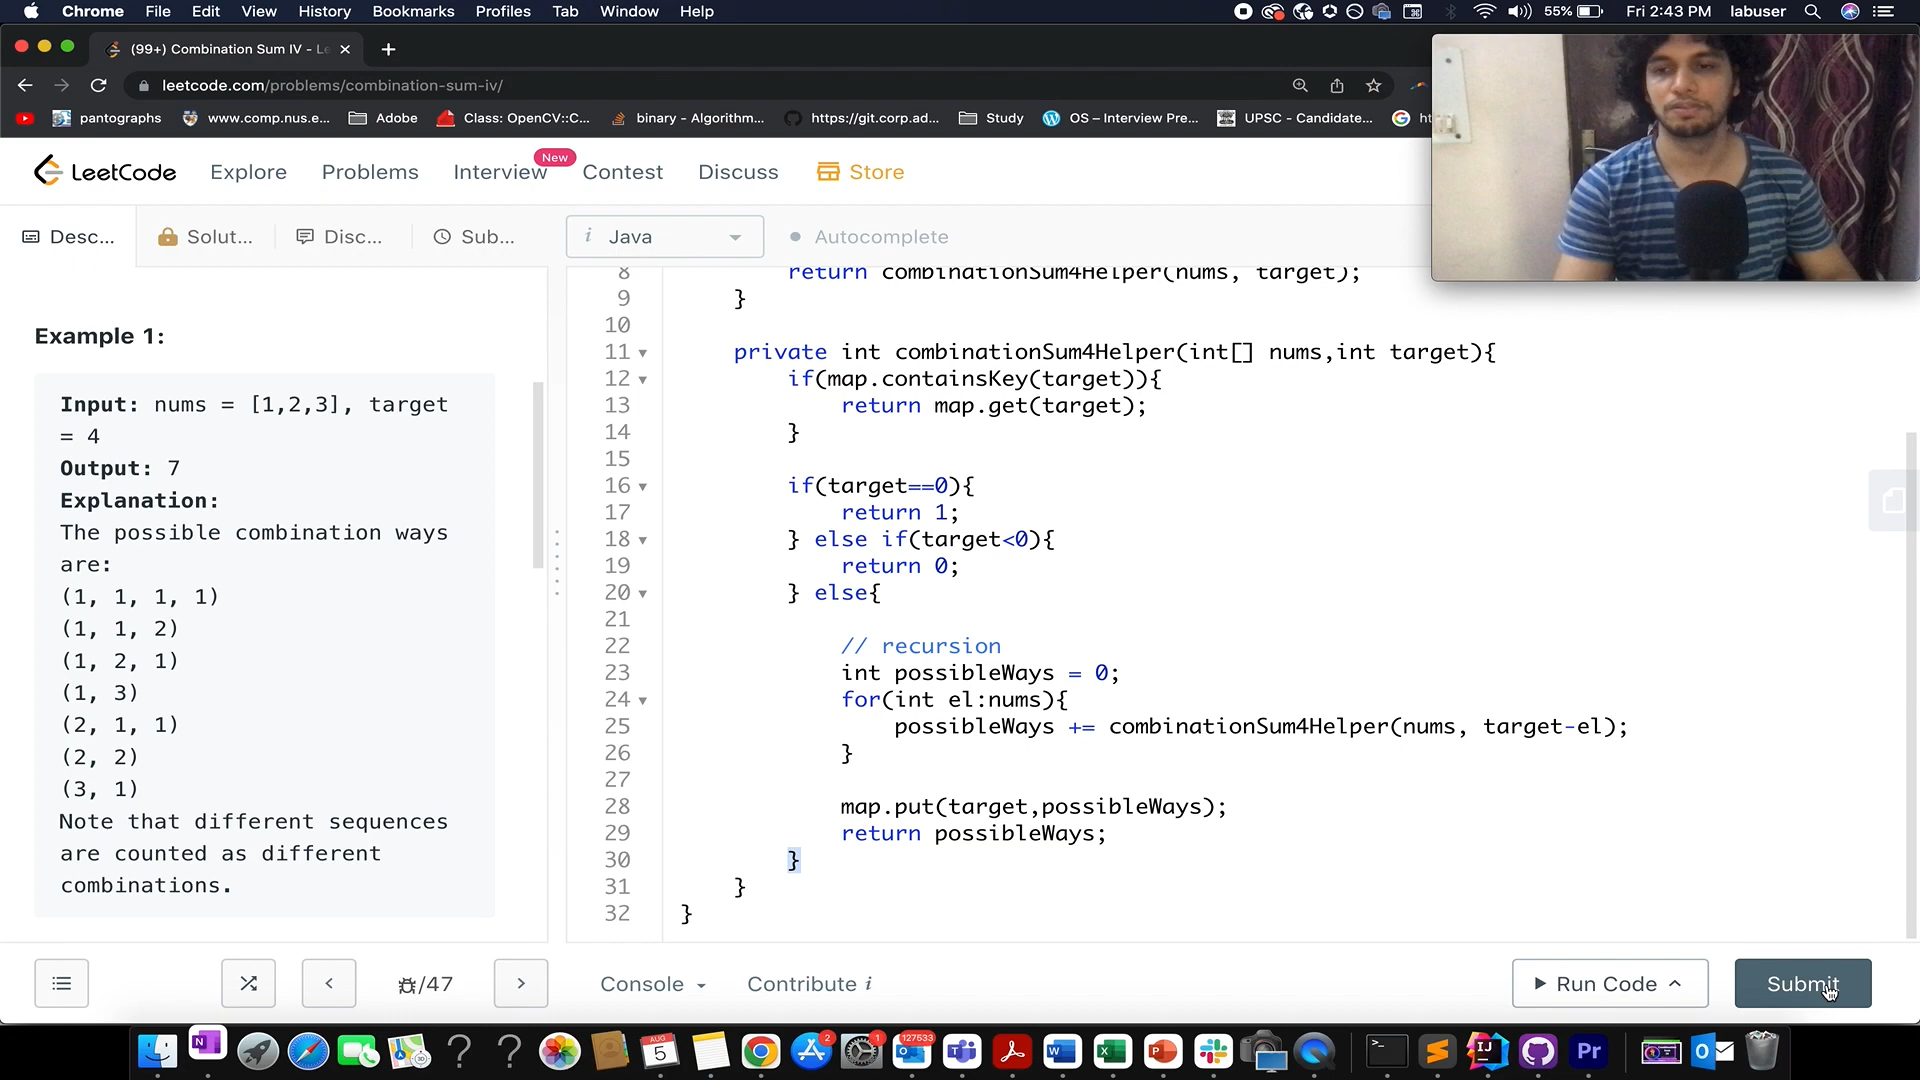 Chrome File Edit View History Bookmarks Profiles Tab Window Help 55% Fri 2:43 PM labuser
(99+) Combination Sum IV - Le
leetcode.com/problems/combination-sum-iv/
pantographs www.comp.nus.e... Adobe Class: OpenCV::C... binary - Algorithm... https://git.corp.ad... Study OS – Interview Pre... UPSC - Candidate...
LeetCode Explore Problems Interview New Contest Discuss Store
Desc... Solut... Disc... Sub... i Java Autocomplete
8 return combinationSum4Helper(nums, target);
9 }
10
11 private int combinationSum4Helper(int[] nums,int target){
12 if(map.containsKey(target)){
13 return map.get(target);
14 }
15
16 if(target==0){
17 return 1;
18 } else if(target<0){
19 return 0;
20 } else{
21
22 // recursion
23 int possibleWays = 0;
24 for(int el:nums){
25 possibleWays += combinationSum4Helper(nums, target-el);
26 }
27
28 map.put(target,possibleWays);
29 return possibleWays;
30 }
31 }
32 }
Example 1:
Input: nums = [1,2,3], target
= 4
Output: 7
Explanation:
The possible combination ways
are:
(1, 1, 1, 1)
(1, 1, 2)
(1, 2, 1)
(1, 3)
(2, 1, 1)
(2, 2)
(3, 1)
Note that different sequences
are counted as different
combinations.
/47 Console Contribute i Run Code Submit
AUG 5 2 1 127533